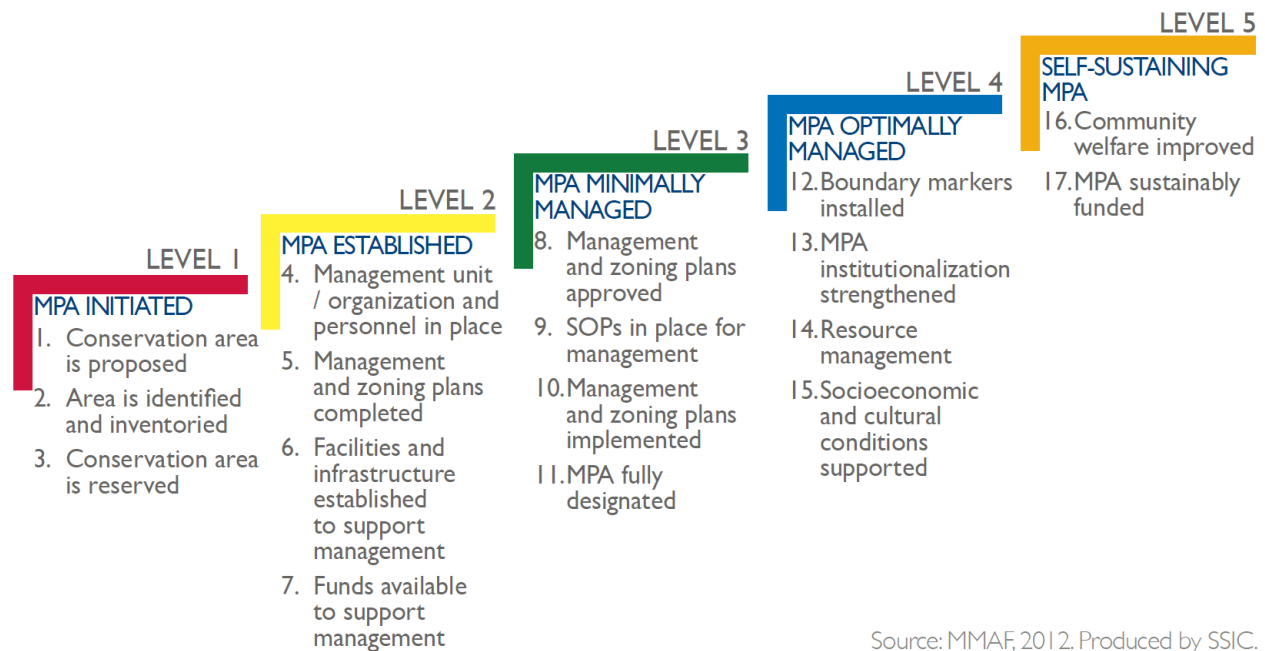 LEVEL 1
MPA INITIATED
1. Conservation area
is proposed
2. Area is identified
and inventoried
3. Conservation area
is reserved
LEVEL 2
MPA ESTABLISHED
4. Management unit
/ organization and
personnel in place
5. Management
and zoning plans
completed
6. Facilities and
infrastructure
established
to support
management
7. Funds available
to support
management
LEVEL 3
MPA MINIMALLY
MANAGED
8. Management
and zoning plans
approved
9. SOPs in place for
management
10. Management
and zoning plans
implemented
11. MPA fully
designated
LEVEL 4
MPA OPTIMALLY
MANAGED
12. Boundary markers
installed
13. MPA
institutionalization
strengthened
14. Resource
management
15. Socioeconomic
and cultural
conditions
supported
LEVEL 5
SELF-SUSTAINING
MPA
16. Community
welfare improved
17. MPA sustainably
funded
Source: MMAF, 2012. Produced by SSIC.